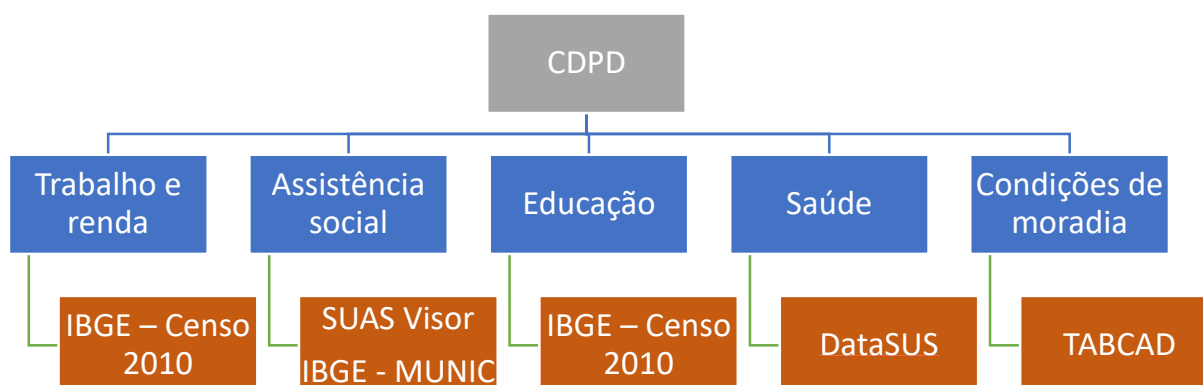 CDPD
Trabalho e
renda
Assistência
social
Educação
Saúde
Condições de
moradia
IBGE – Censo
2010
SUAS Visor
IBGE - MUNIC
IBGE – Censo
2010
DataSUS
TABCAD